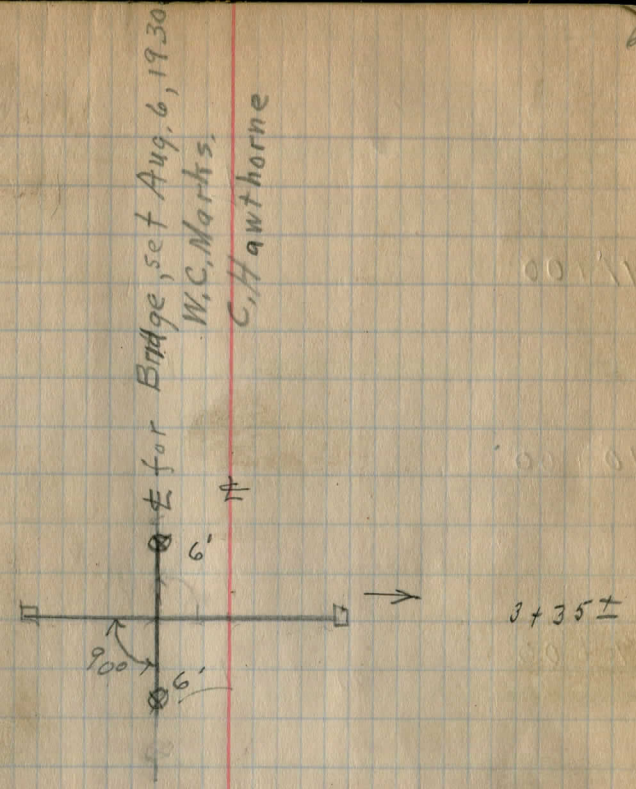 ℄ for Bridge, set Aug. 6, 1930
W.C. Marks.
C. Hawthorne
6'
90°
6'
3+35±